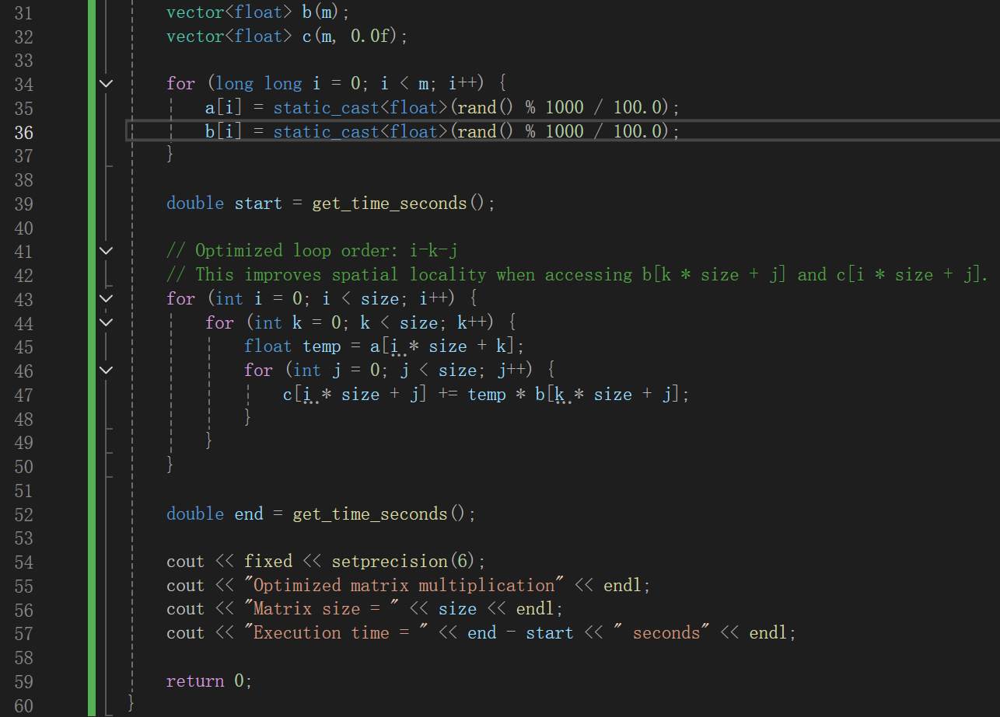 31 vector<float> b(m);
32 vector<float> c(m, 0.0f);
33
34 for (long long i = 0; i < m; i++) {
35 a[i] = static_cast<float>(rand() % 1000 / 100.0);
36 b[i] = static_cast<float>(rand() % 1000 / 100.0);
37 }
38
39 double start = get_time_seconds();
40
41 // Optimized loop order: i-k-j
42 // This improves spatial locality when accessing b[k * size + j] and c[i * size + j].
43 for (int i = 0; i < size; i++) {
44 for (int k = 0; k < size; k++) {
45 float temp = a[i * size + k];
46 for (int j = 0; j < size; j++) {
47 c[i * size + j] += temp * b[k * size + j];
48 }
49 }
50 }
51
52 double end = get_time_seconds();
53
54 cout << fixed << setprecision(6);
55 cout << "Optimized matrix multiplication" << endl;
56 cout << "Matrix size = " << size << endl;
57 cout << "Execution time = " << end - start << " seconds" << endl;
58
59 return 0;
60 }